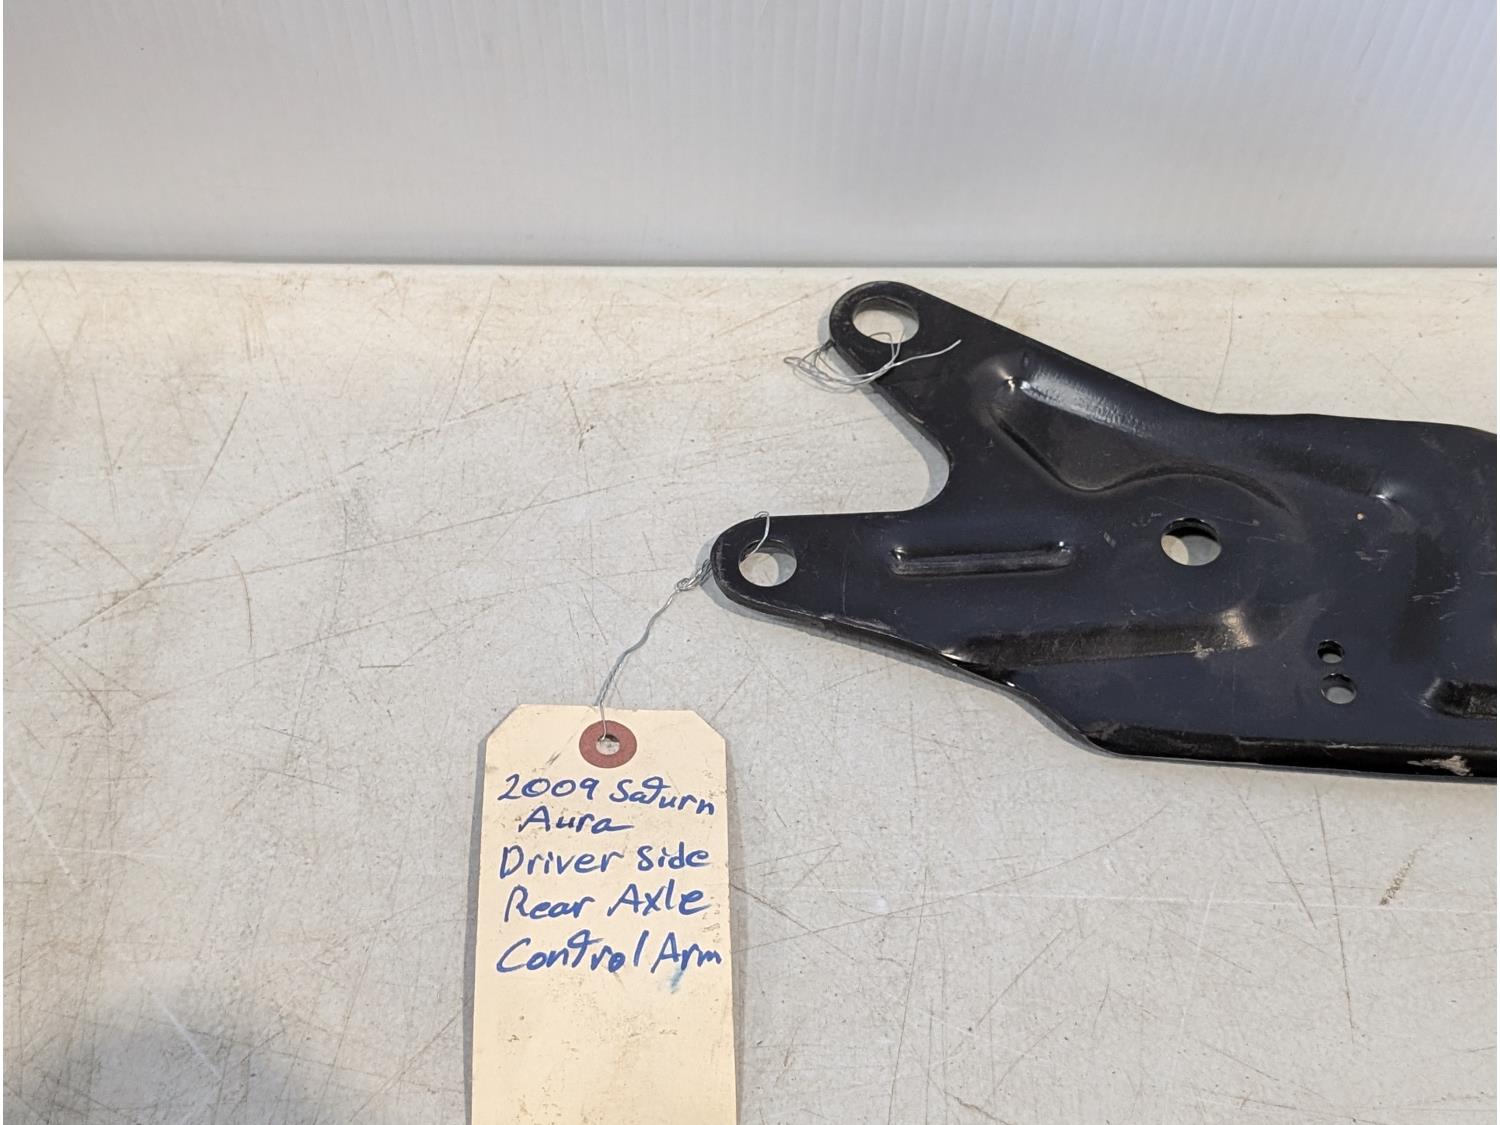 2009 Saturn
Aura
Driver Side
Rear Axle
Control Arm